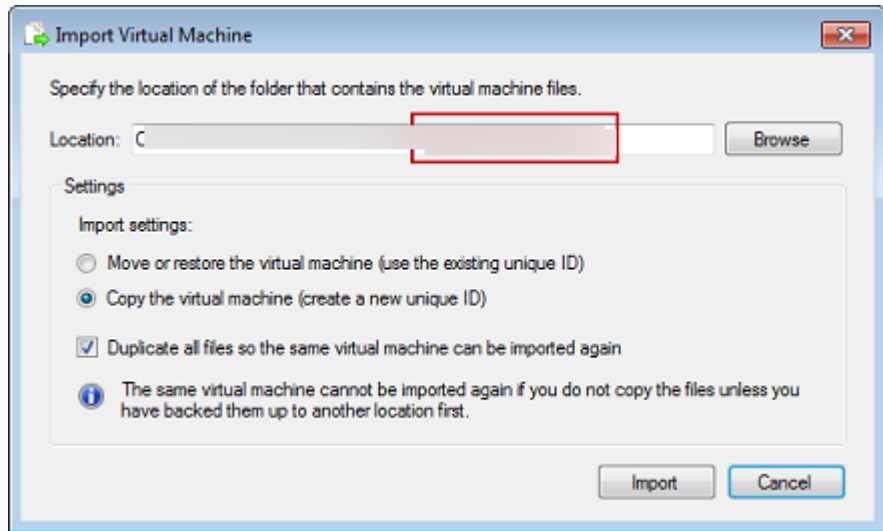 Import Virtual Machine
Specify the location of the folder that contains the virtual machine files.
Location: C
Browse
Settings
Import settings:
Move or restore the virtual machine (use the existing unique ID)
Copy the virtual machine (create a new unique ID)
Duplicate all files so the same virtual machine can be imported again
The same virtual machine cannot be imported again if you do not copy the files unless you
have backed them up to another location first.
Import
Cancel